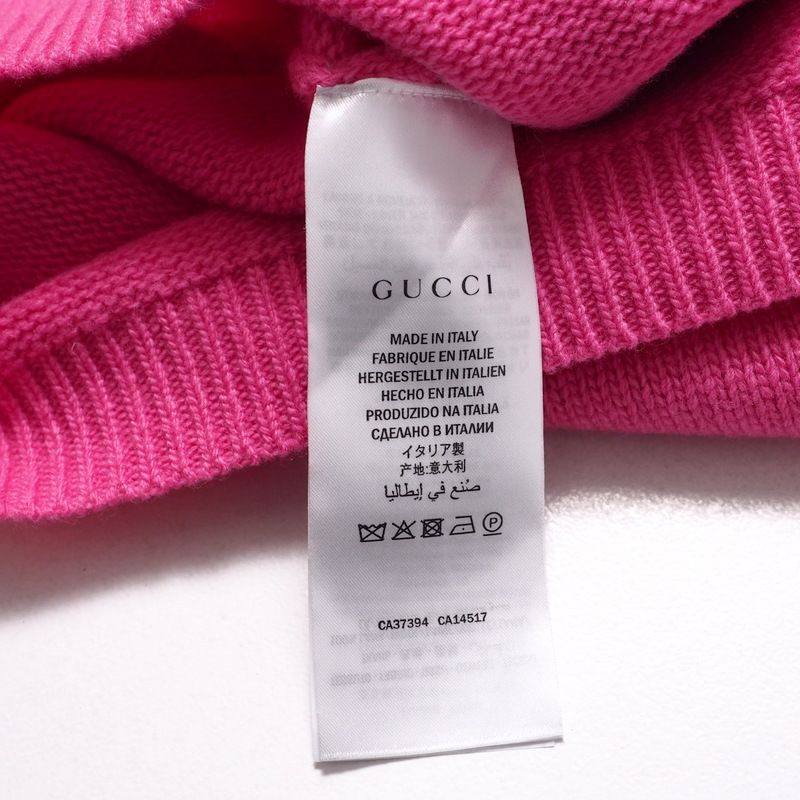 GUCCI
MADE IN ITALY
FABRIQUE EN ITALIE
HERGESTELLT IN ITALIEN
HECHO EN ITALIA
PRODUZIDO NA ITALIA
СДЕЛАНО В ИТАЛИИ
イタリア製
产地:意大利
صُنع في إيطاليا
CA37394 CA14517